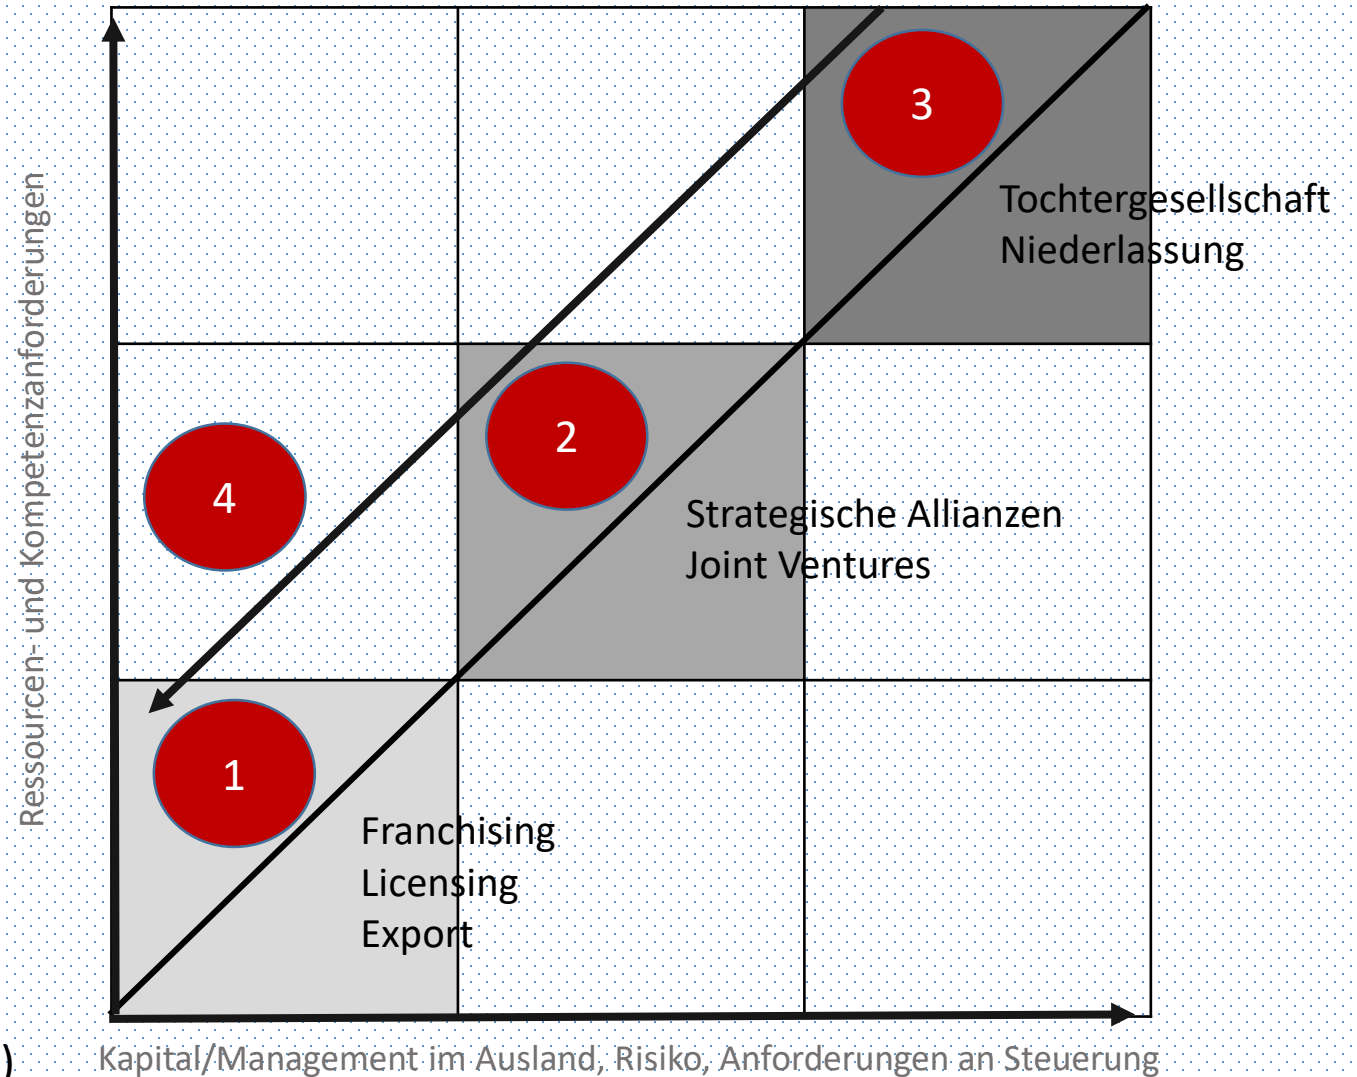 3
Tochtergesellschaft
Niederlassung
2
4
Strategische Allianzen
Joint Ventures
1
Franchising
Licensing
Export
Ressourcen- und Kompetenzanforderungen
) Kapital/Management im Ausland, Risiko, Anforderungen an Steuerung